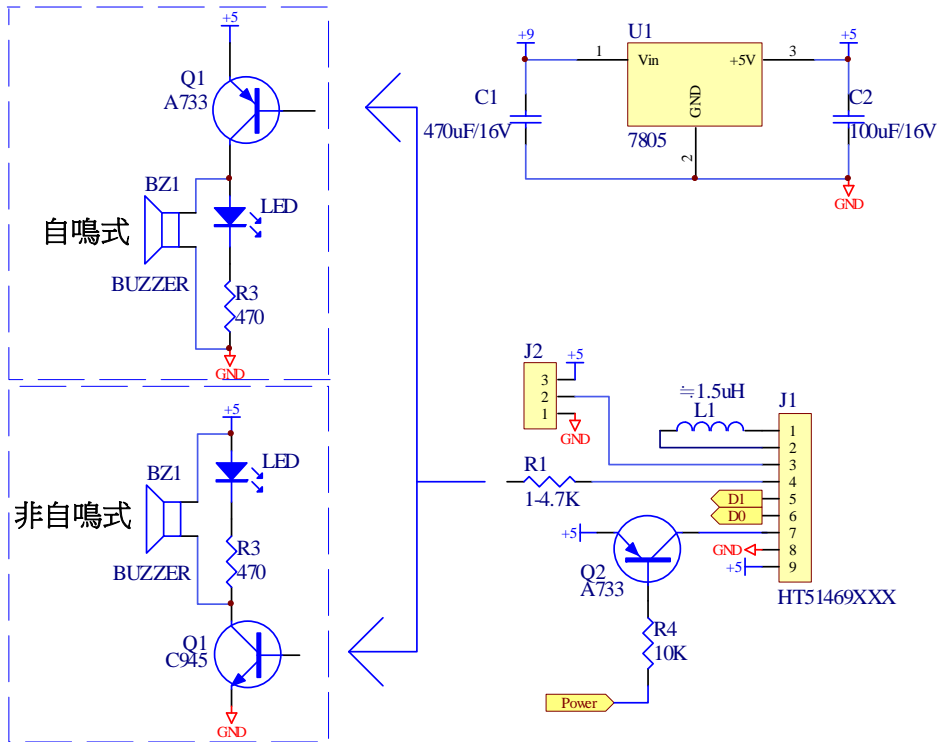 +5
Q1
A733
BZ1
LED
自鳴式
BUZZER
R3
470
GND
+5
BZ1
LED
非自鳴式
BUZZER
R3
470
Q1
C945
GND
+9
1
U1
Vin
+5V
GND
3
+5
C1
470uF/16V
7805
2
C2
100uF/16V
GND
J2
+5
3
2
1
GND
≒1.5uH
L1
J1
1
2
3
4
5
6
7
8
9
R1
1-4.7K
D1
D0
+5
GND
+5
Q2
A733
HT51469XXX
R4
10K
Power